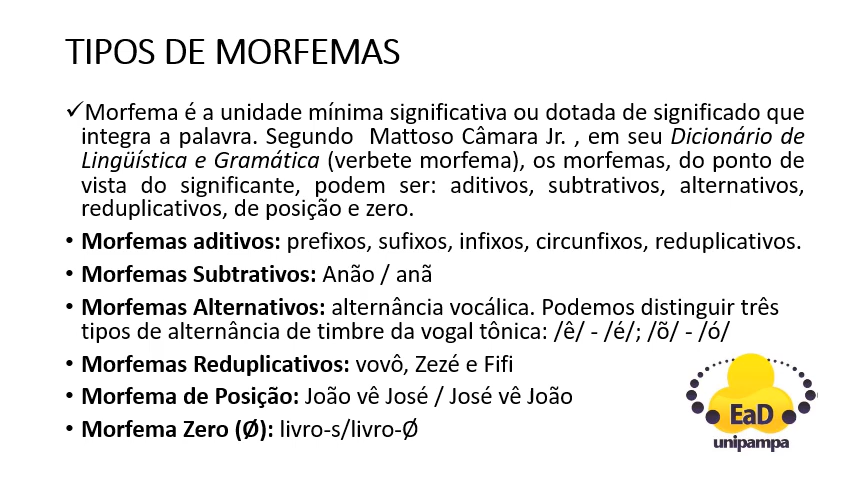 TIPOS DE MORFEMAS
✓Morfema é a unidade mínima significativa ou dotada de significado que
integra a palavra. Segundo Mattoso Câmara Jr. , em seu Dicionário de
Lingüística e Gramática (verbete morfema), os morfemas, do ponto de
vista do significante, podem ser: aditivos, subtrativos, alternativos,
reduplicativos, de posição e zero.
• Morfemas aditivos: prefixos, sufixos, infixos, circunfixos, reduplicativos.
• Morfemas Subtrativos: Anão / anã
• Morfemas Alternativos: alternância vocálica. Podemos distinguir três
tipos de alternância de timbre da vogal tônica: /ê/ - /é/; /õ/ - /ó/
• Morfemas Reduplicativos: vovô, Zezé e Fifi
• Morfema de Posição: João vê José / José vê João
• Morfema Zero (Ø): livro-s/livro-Ø
EaD
unipampa